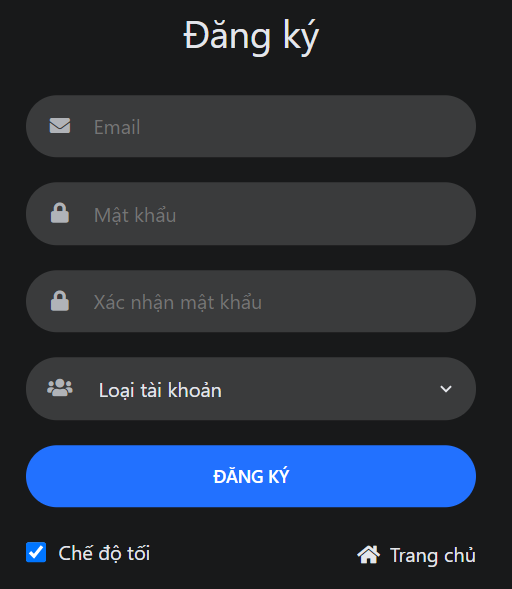 Đăng ký
Email
Mật khẩu
Xác nhận mật khẩu
Loại tài khoản
ĐĂNG KÝ
Chế độ tối
Trang chủ